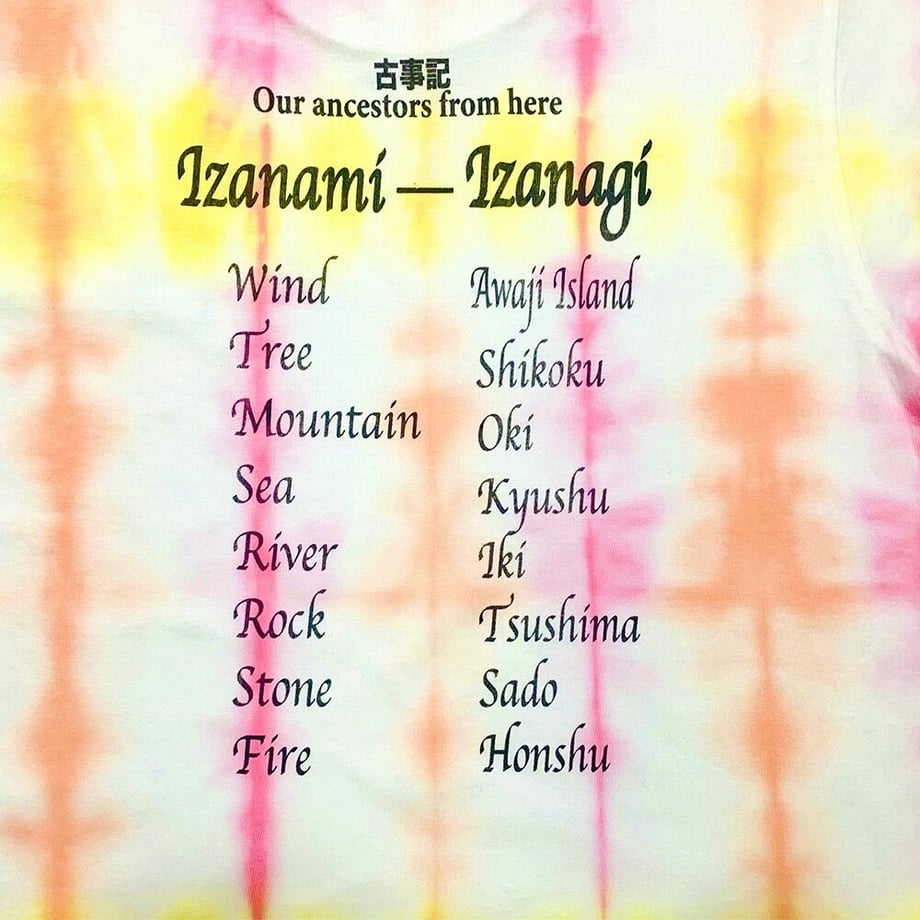 古事記
Our ancestors from here
Izanami — Izanagi
Wind
Tree
Mountain
Sea
River
Rock
Stone
Fire
Awaji Island
Shikoku
Oki
Kyushu
Iki
Tsushima
Sado
Honshu